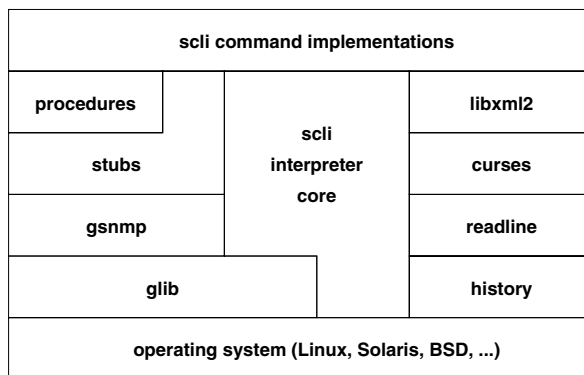 scli command implementations
procedures
stubs
gsnmp
glib
scli
interpreter
core
libxml2
curses
readline
history
operating system (Linux, Solaris, BSD, ...)